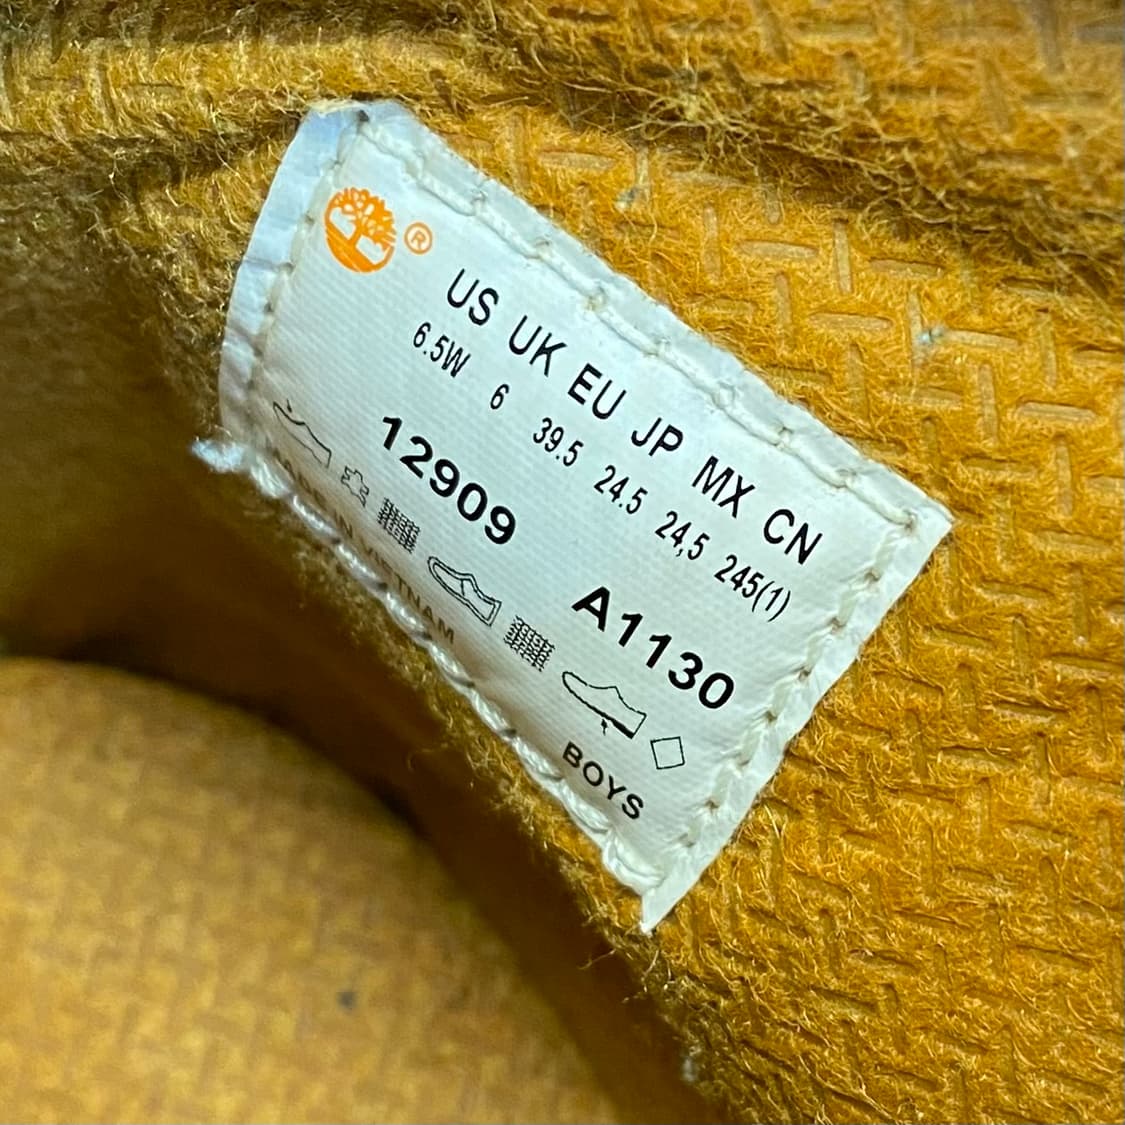 ®
US UK EU JP MX CN
6.5W 6 39.5 24.5 24,5 245(1)
12909 A1130
MADE IN VIETNAM BOYS